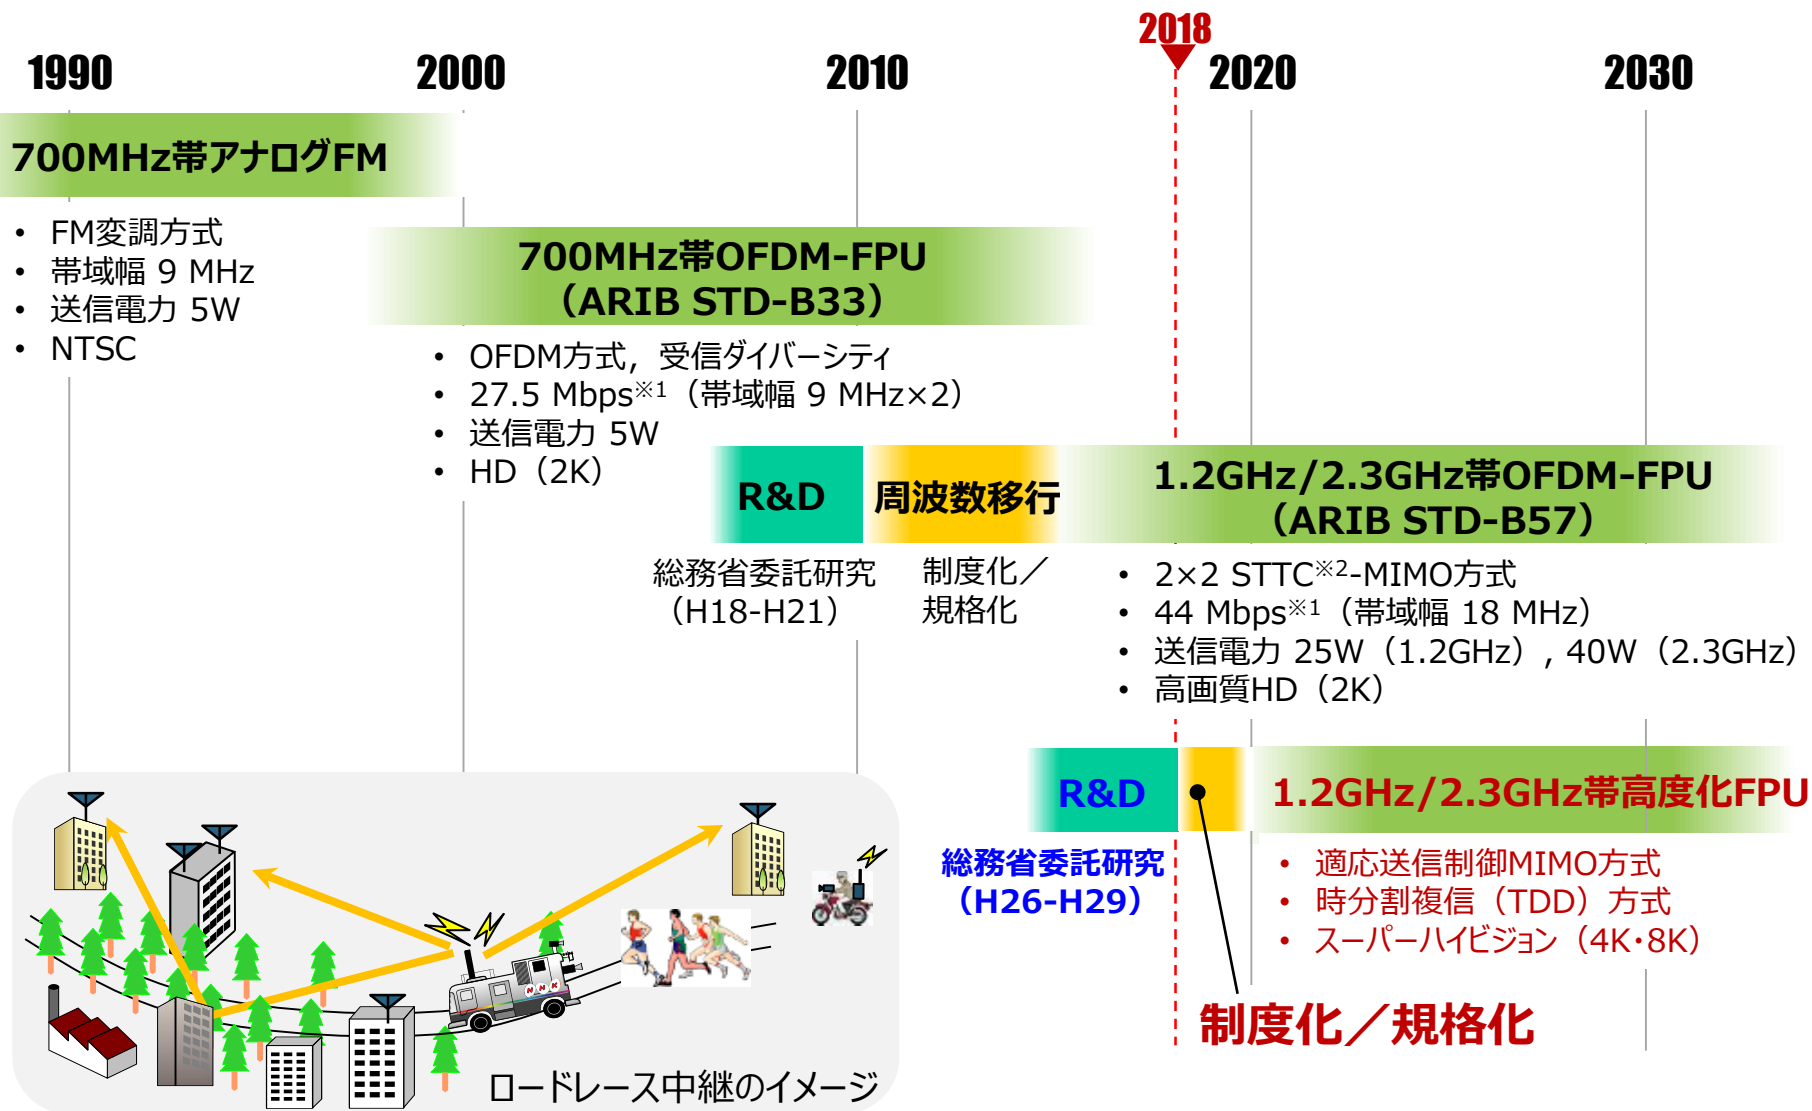 2018
1990
2000
2010
2020
2030
700MHz帯アナログFM
• FM変調方式
• 帯域幅 9 MHz
• 送信電力 5W
• NTSC
700MHz帯OFDM-FPU
（ARIB STD-B33）
• OFDM方式，受信ダイバーシティ
• 27.5 Mbps※1（帯域幅 9 MHz×2）
• 送信電力 5W
• HD（2K）
R&D
周波数移行
1.2GHz/2.3GHz帯OFDM-FPU
（ARIB STD-B57）
総務省委託研究
（H18-H21）
制度化／
規格化
• 2×2 STTC※2-MIMO方式
• 44 Mbps※1（帯域幅 18 MHz）
• 送信電力 25W（1.2GHz）, 40W（2.3GHz）
• 高画質HD（2K）
R&D
1.2GHz/2.3GHz帯高度化FPU
総務省委託研究
（H26-H29）
• 適応送信制御MIMO方式
• 時分割複信（TDD）方式
• スーパーハイビジョン（4K・8K）
制度化／規格化
NHK
ロードレース中継のイメージ